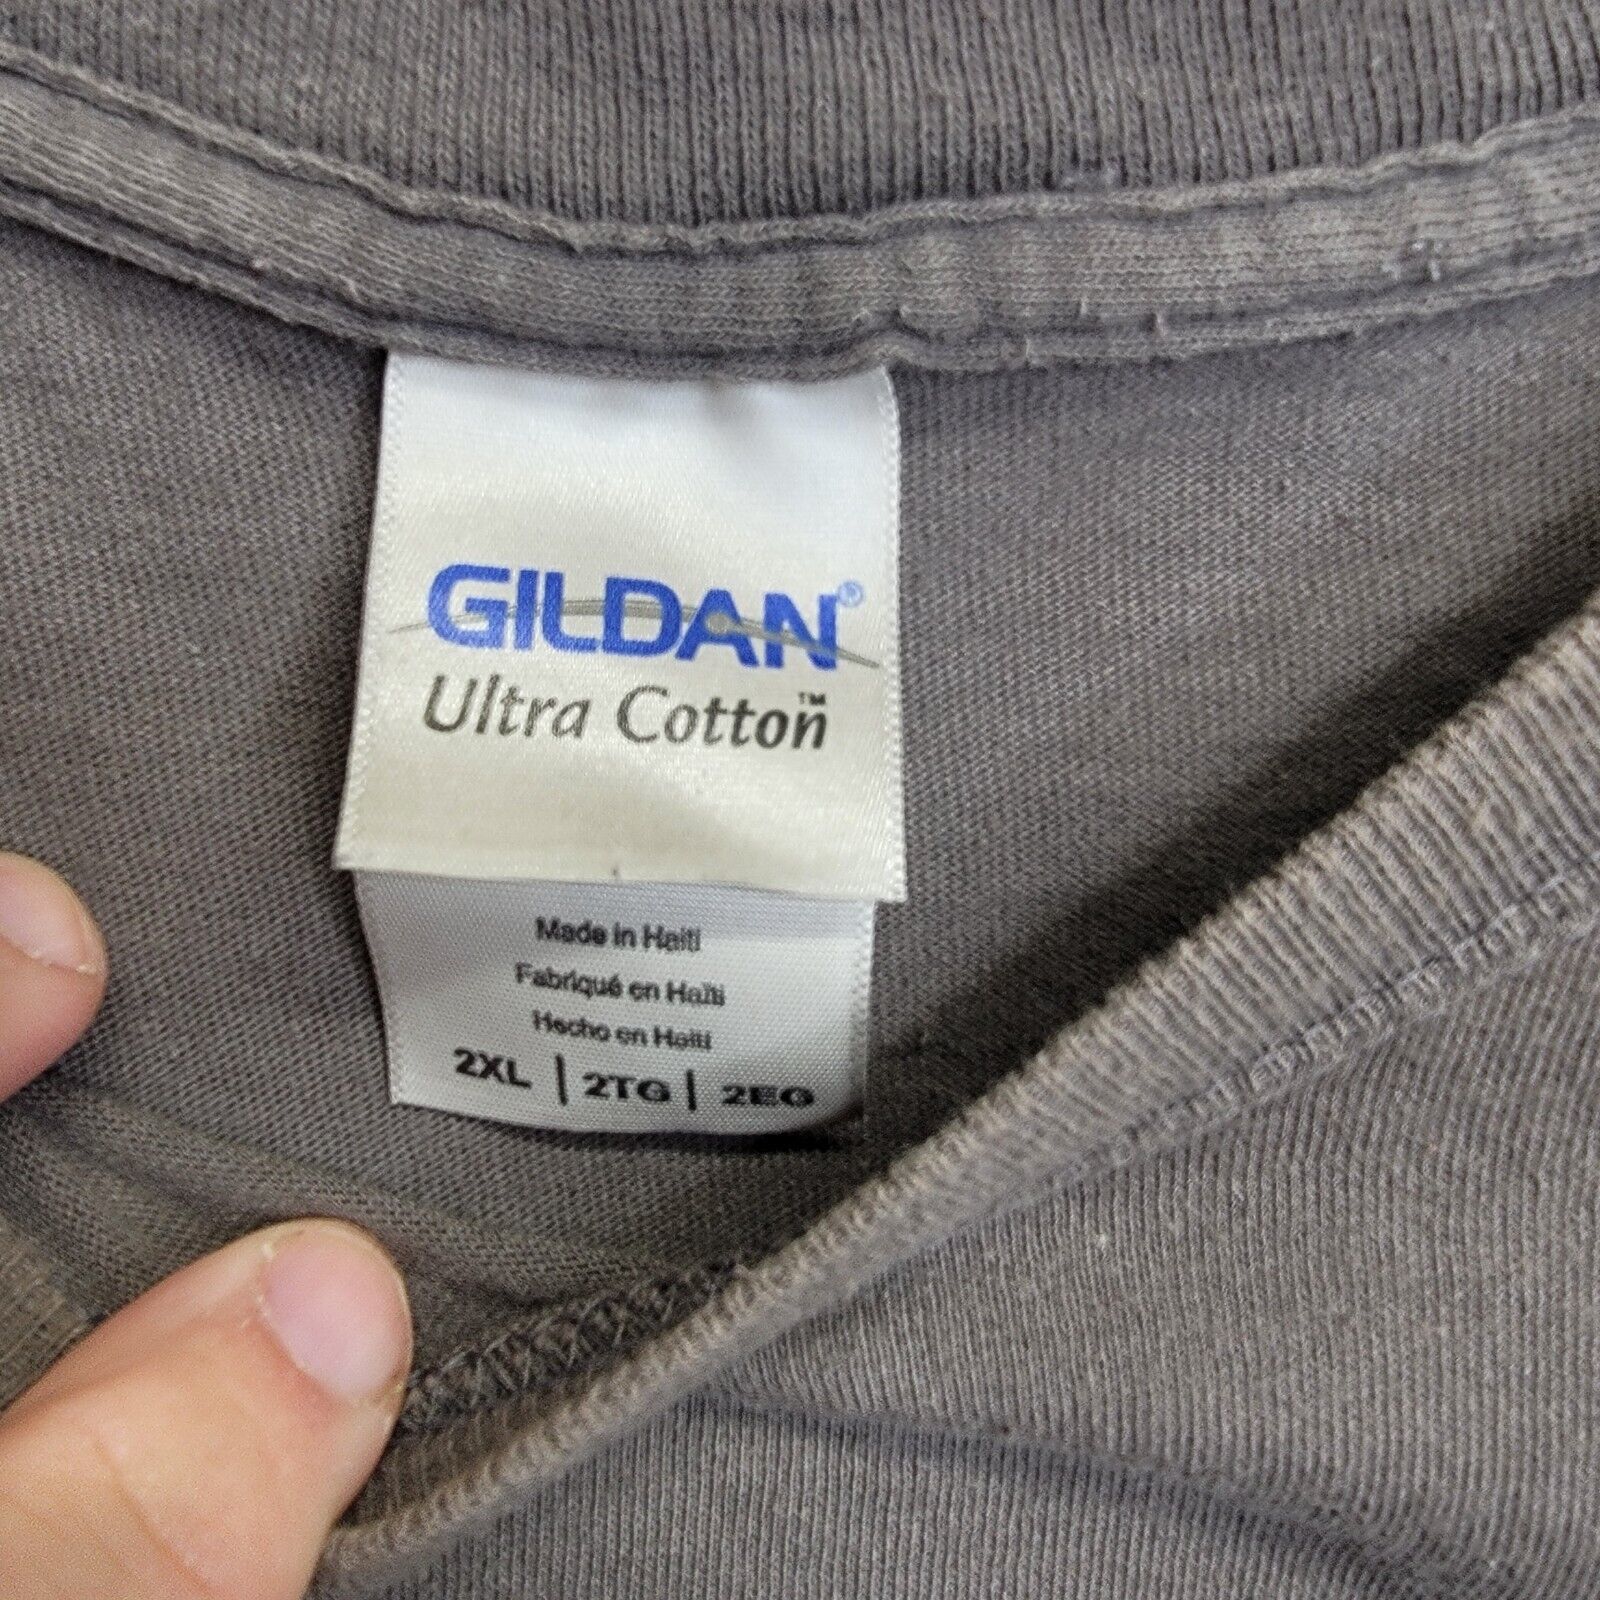 GILDAN®
Ultra Cotton™
Made in Haiti
Fabriqué en Haïti
Hecho en Haití
2XL | 2TG | 2EG